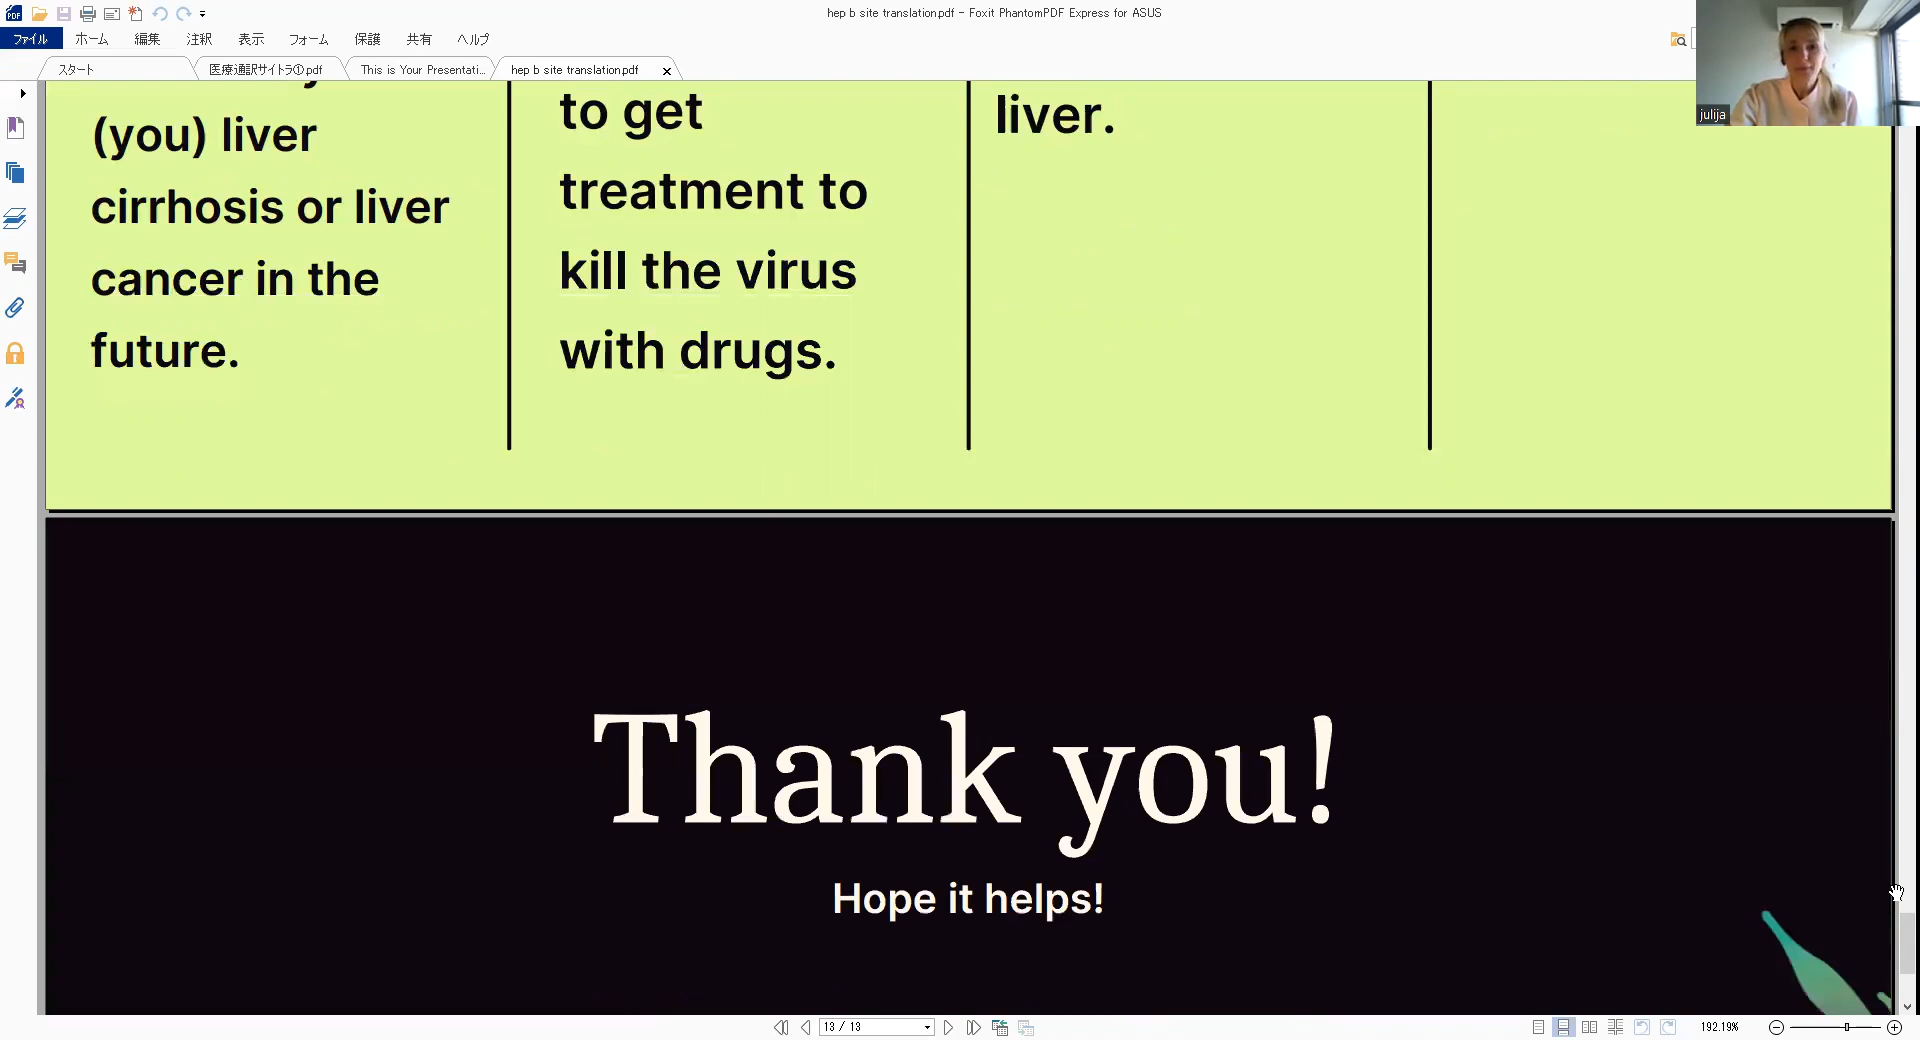 hep b site translation.pdf - Foxit PhantomPDF Express for ASUS
ファイル ホーム 編集 注釈 表示 フォーム 保護 共有 ヘルプ
スタート 医療通訳サイトラ①.pdf This is Your Presentati... hep b site translation.pdf
julija
(you) liver
cirrhosis or liver
cancer in the
future.
to get
treatment to
kill the virus
with drugs.
liver.
Thank you!
Hope it helps!
13 / 13
192.19%